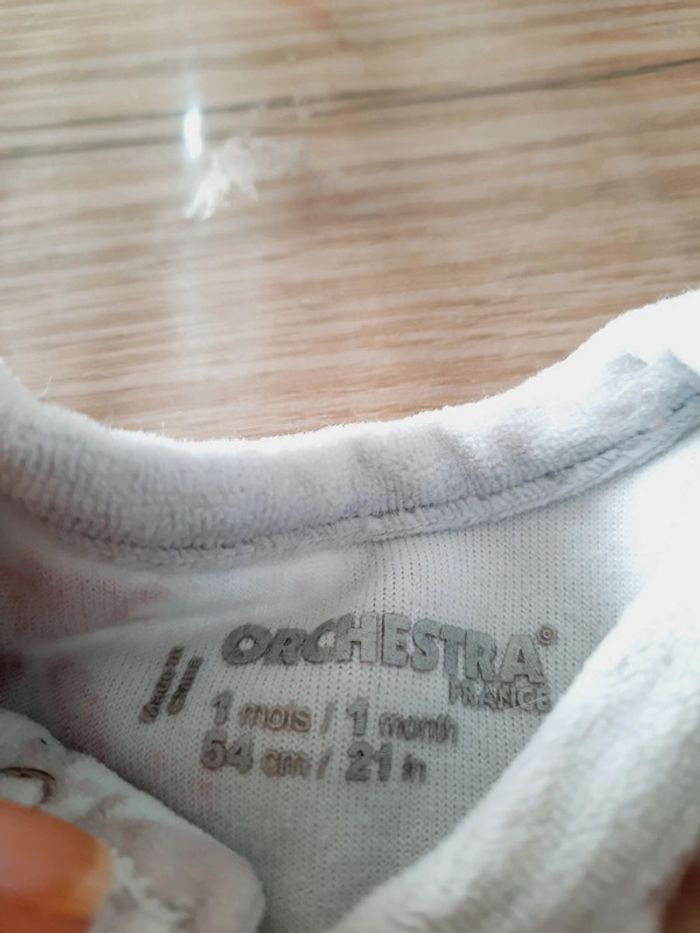 ORCHESTRA©
FRANCE
1 mois / 1 month
54 cm / 21 in